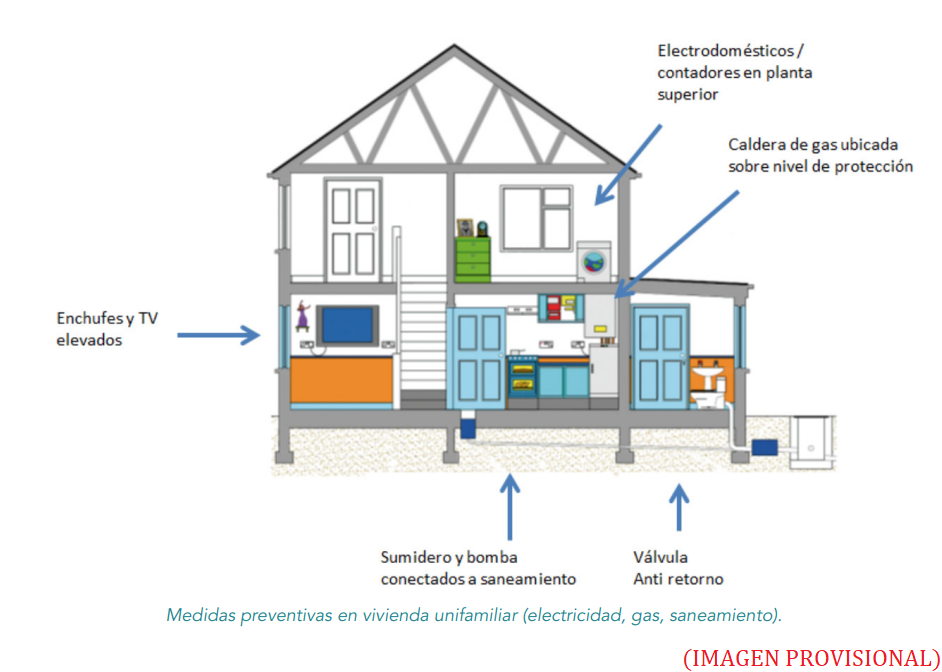 Electrodomésticos /
contadores en planta
superior
Caldera de gas ubicada
sobre nivel de protección
Enchufes y TV
elevados
Sumidero y bomba
conectados a saneamiento
Válvula
Anti retorno
Medidas preventivas en vivienda unifamiliar (electricidad, gas, saneamiento).
(IMAGEN PROVISIONAL)